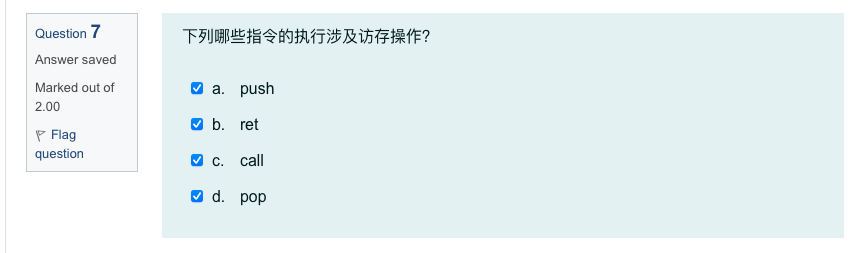 Question 7
Answer saved
Marked out of
2.00
Flag
question
下列哪些指令的执行涉及访存操作?
a. push
b. ret
c. call
d. pop